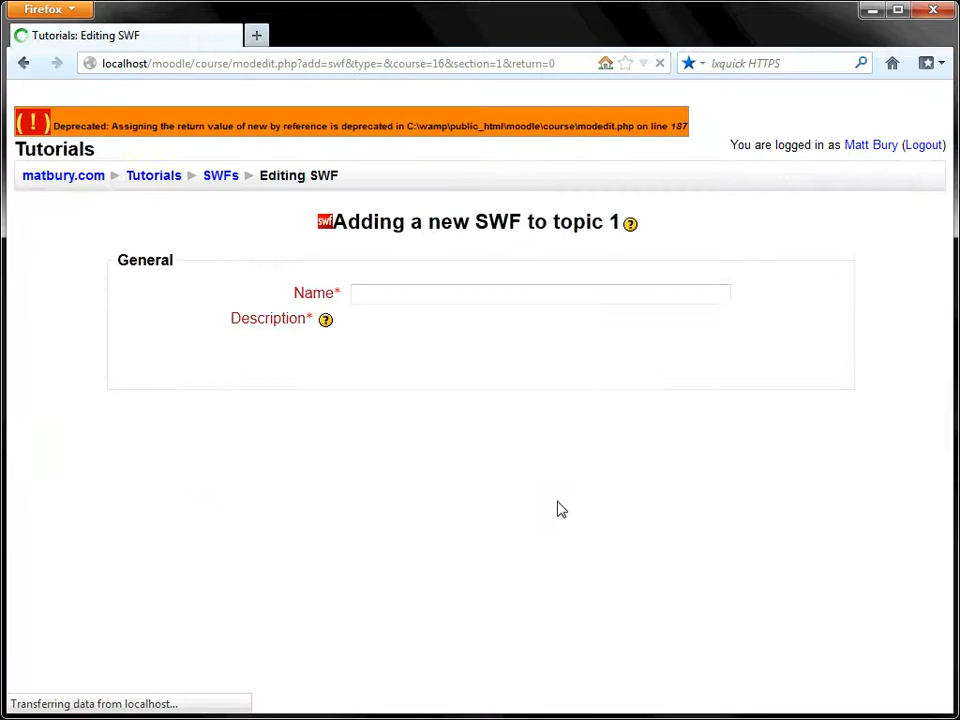 Firefox
Tutorials: Editing SWF
localhost/moodle/course/modedit.php?add=swf&type=&course=16&section=1&return=0
Ixquick HTTPS
( ! ) Deprecated: Assigning the return value of new by reference is deprecated in C:\wamp\public_html\moodle\course\modedit.php on line 187
Tutorials
You are logged in as Matt Bury (Logout)
matbury.com ► Tutorials ► SWFs ► Editing SWF
swf Adding a new SWF to topic 1 ?
General
Name*
Description* ?
Transferring data from localhost...